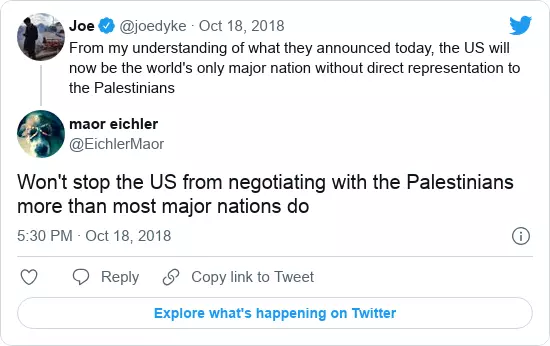 Joe @joedyke · Oct 18, 2018
From my understanding of what they announced today, the US will
now be the world's only major nation without direct representation to
the Palestinians
maor eichler
@EichlerMaor
Won't stop the US from negotiating with the Palestinians
more than most major nations do
5:30 PM · Oct 18, 2018
Reply Copy link to Tweet
Explore what's happening on Twitter